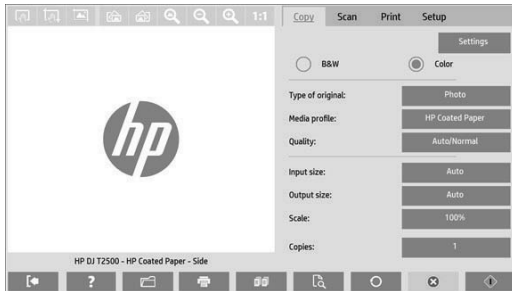 1:1
Copy Scan Print Setup
Settings
B&W Color
Type of original: Photo
Media profile: HP Coated Paper
Quality: Auto/Normal
Input size: Auto
Output size: Auto
Scale: 100%
Copies: 1
hp
HP DJ T2500 - HP Coated Paper - Side
?